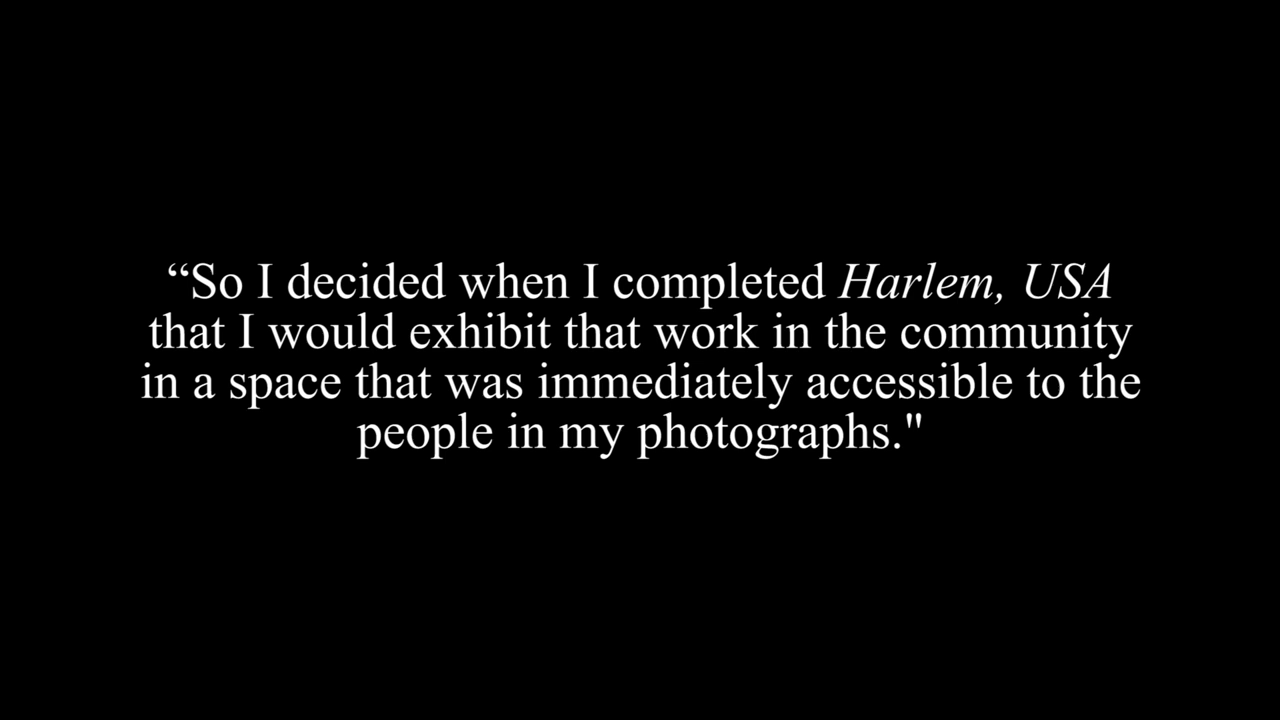 “So I decided when I completed Harlem, USA
that I would exhibit that work in the community
in a space that was immediately accessible to the
people in my photographs."